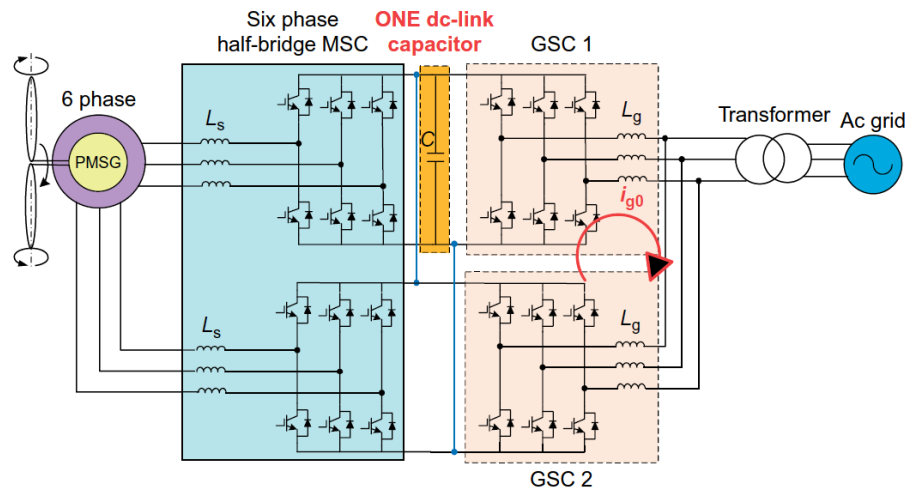 Six phase
half-bridge MSC
ONE dc-link
capacitor
GSC 1
6 phase
PMSG
Ls
C
Lg
Transformer
Ac grid
ig0
Ls
Lg
GSC 2